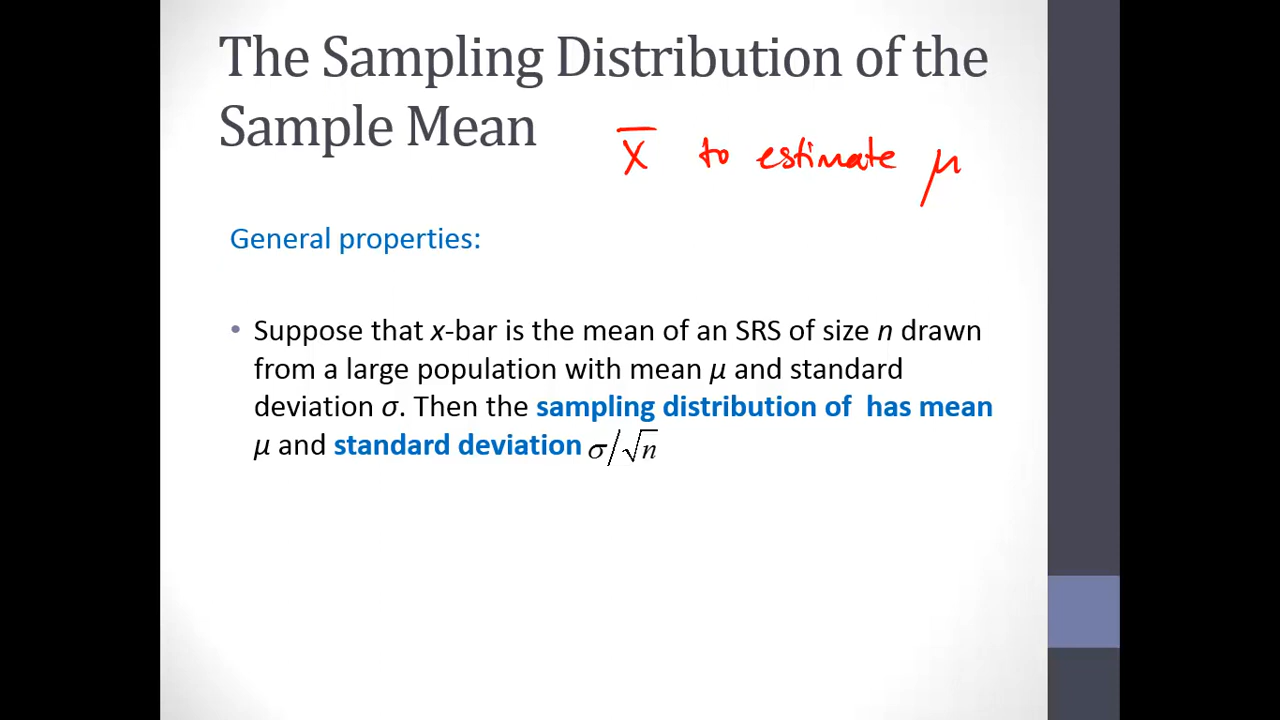 The Sampling Distribution of the
Sample Mean
x̄ to estimate μ
General properties:
• Suppose that x-bar is the mean of an SRS of size n drawn
from a large population with mean μ and standard
deviation σ. Then the sampling distribution of  has mean
μ and standard deviation σ/√n